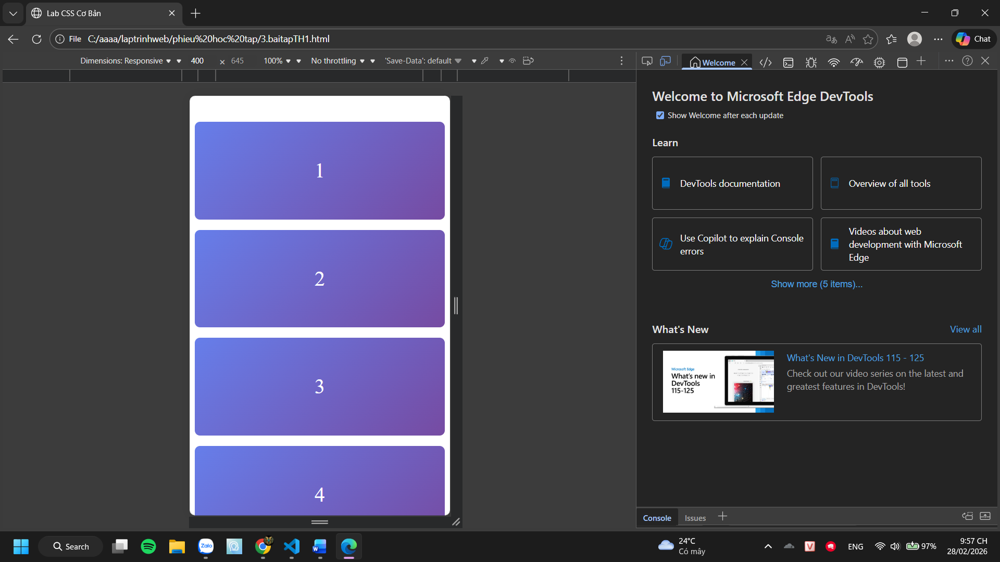 Lab CSS Cơ Bản
File C:/aaaa/laptrinhweb/phieu%20hoc%20tap/3.baitapTH1.html
Chat
Dimensions: Responsive 400 × 645 100% No throttling 'Save-Data': default
Welcome
1
2
3
4
Welcome to Microsoft Edge DevTools
Show Welcome after each update
Learn
DevTools documentation
Overview of all tools
Use Copilot to explain Console
errors
Videos about web
development with Microsoft
Edge
Show more (5 items)...
What's New
View all
Microsoft Edge
What's new in
DevTools
115-125
What's New in DevTools 115 - 125
Check out our video series on the latest and
greatest features in DevTools!
Console
Issues
Search
Zalo
24°C
Có mây
ENG
97%
9:57 CH
28/02/2026